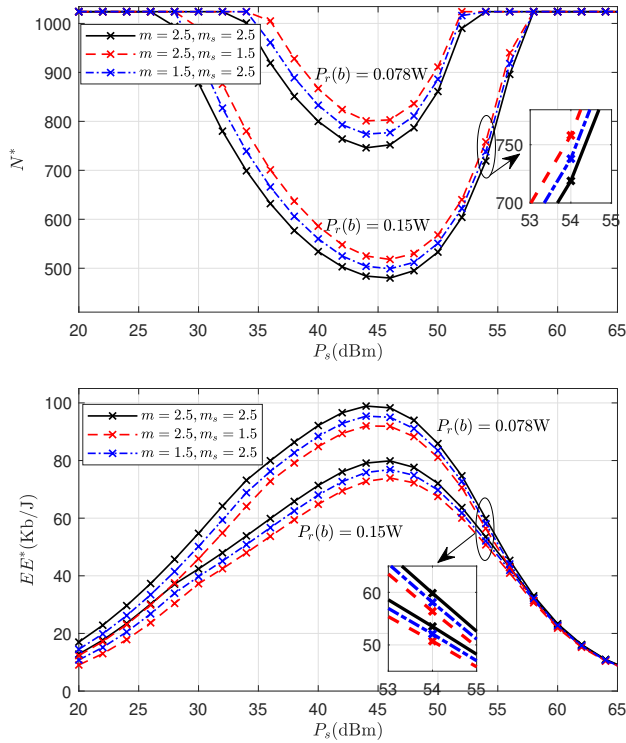 1000
900
800
700
600
500
N*
m = 2.5, m_s = 2.5
m = 2.5, m_s = 1.5
m = 1.5, m_s = 2.5
P_r(b) = 0.078W
P_r(b) = 0.15W
750
700
53 54 55
20 25 30 35 40 45 50 55 60 65
P_s(dBm)
100
80
60
40
20
0
EE*(Kb/J)
m = 2.5, m_s = 2.5
m = 2.5, m_s = 1.5
m = 1.5, m_s = 2.5
P_r(b) = 0.078W
P_r(b) = 0.15W
60
50
53 54 55
20 25 30 35 40 45 50 55 60 65
P_s(dBm)